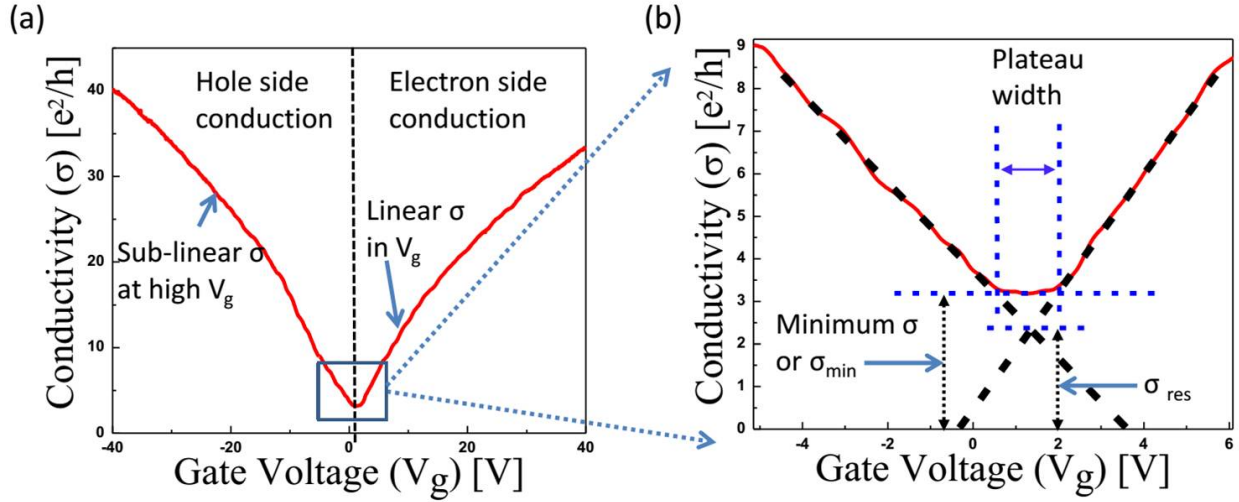 (a)
Conductivity (σ) [e²/h]
40
30
20
10
0
Hole side
conduction
Electron side
conduction
Sub-linear σ
at high Vg
Linear σ
in Vg
-40
-20
0
20
40
Gate Voltage (Vg) [V]
(b)
Conductivity (σ) [e²/h]
9
8
7
6
5
4
3
2
1
0
Plateau
width
Minimum σ
or σmin
σ res
-4
-2
0
2
4
6
Gate Voltage (Vg) [V]